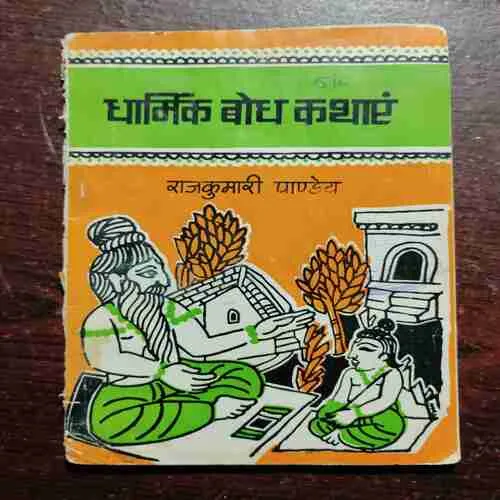 धार्मिक बोध कथाएं
राजकुमारी पाण्डेय